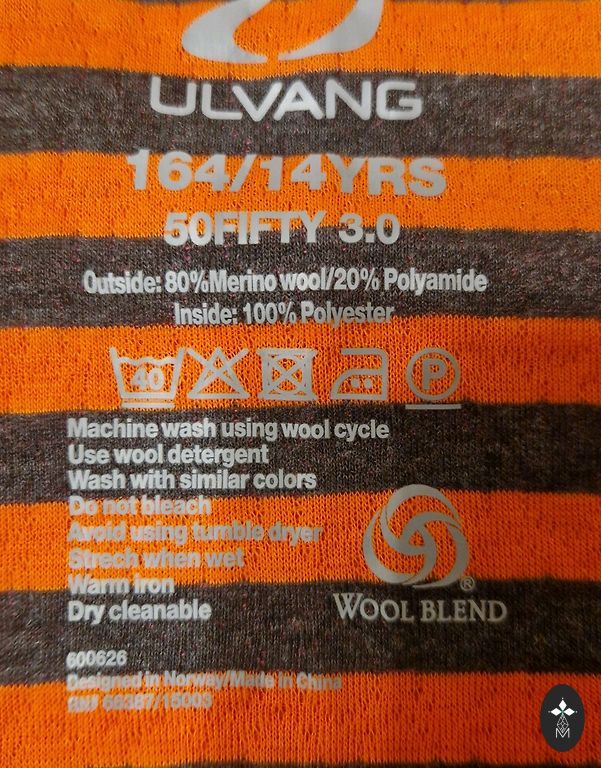 ULVANG
164/14YRS
50FIFTY 3.0
Outside: 80%Merino wool/20% Polyamide
Inside: 100% Polyester
40
P
Machine wash using wool cycle
Use wool detergent
Wash with similar colors
Do not bleach
Avoid using tumble dryer
Strech when wet
Warm iron
Dry cleanable
®
WOOL BLEND
600626
Designed in Norway/Made in China
M